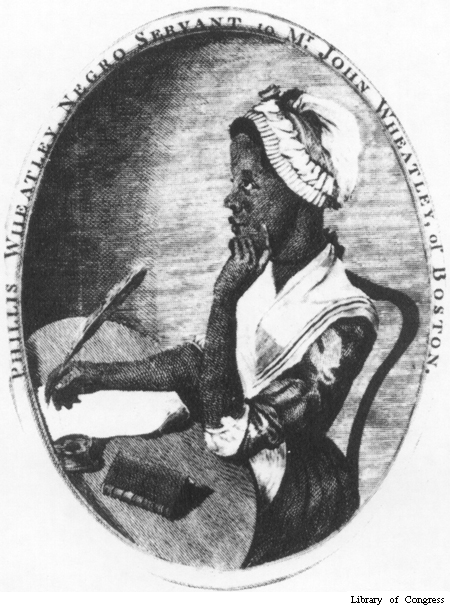 PHILLIS WHEATLEY, NEGRO SERVANT to Mr. JOHN WHEATLEY, of BOSTON.
Library of Congress